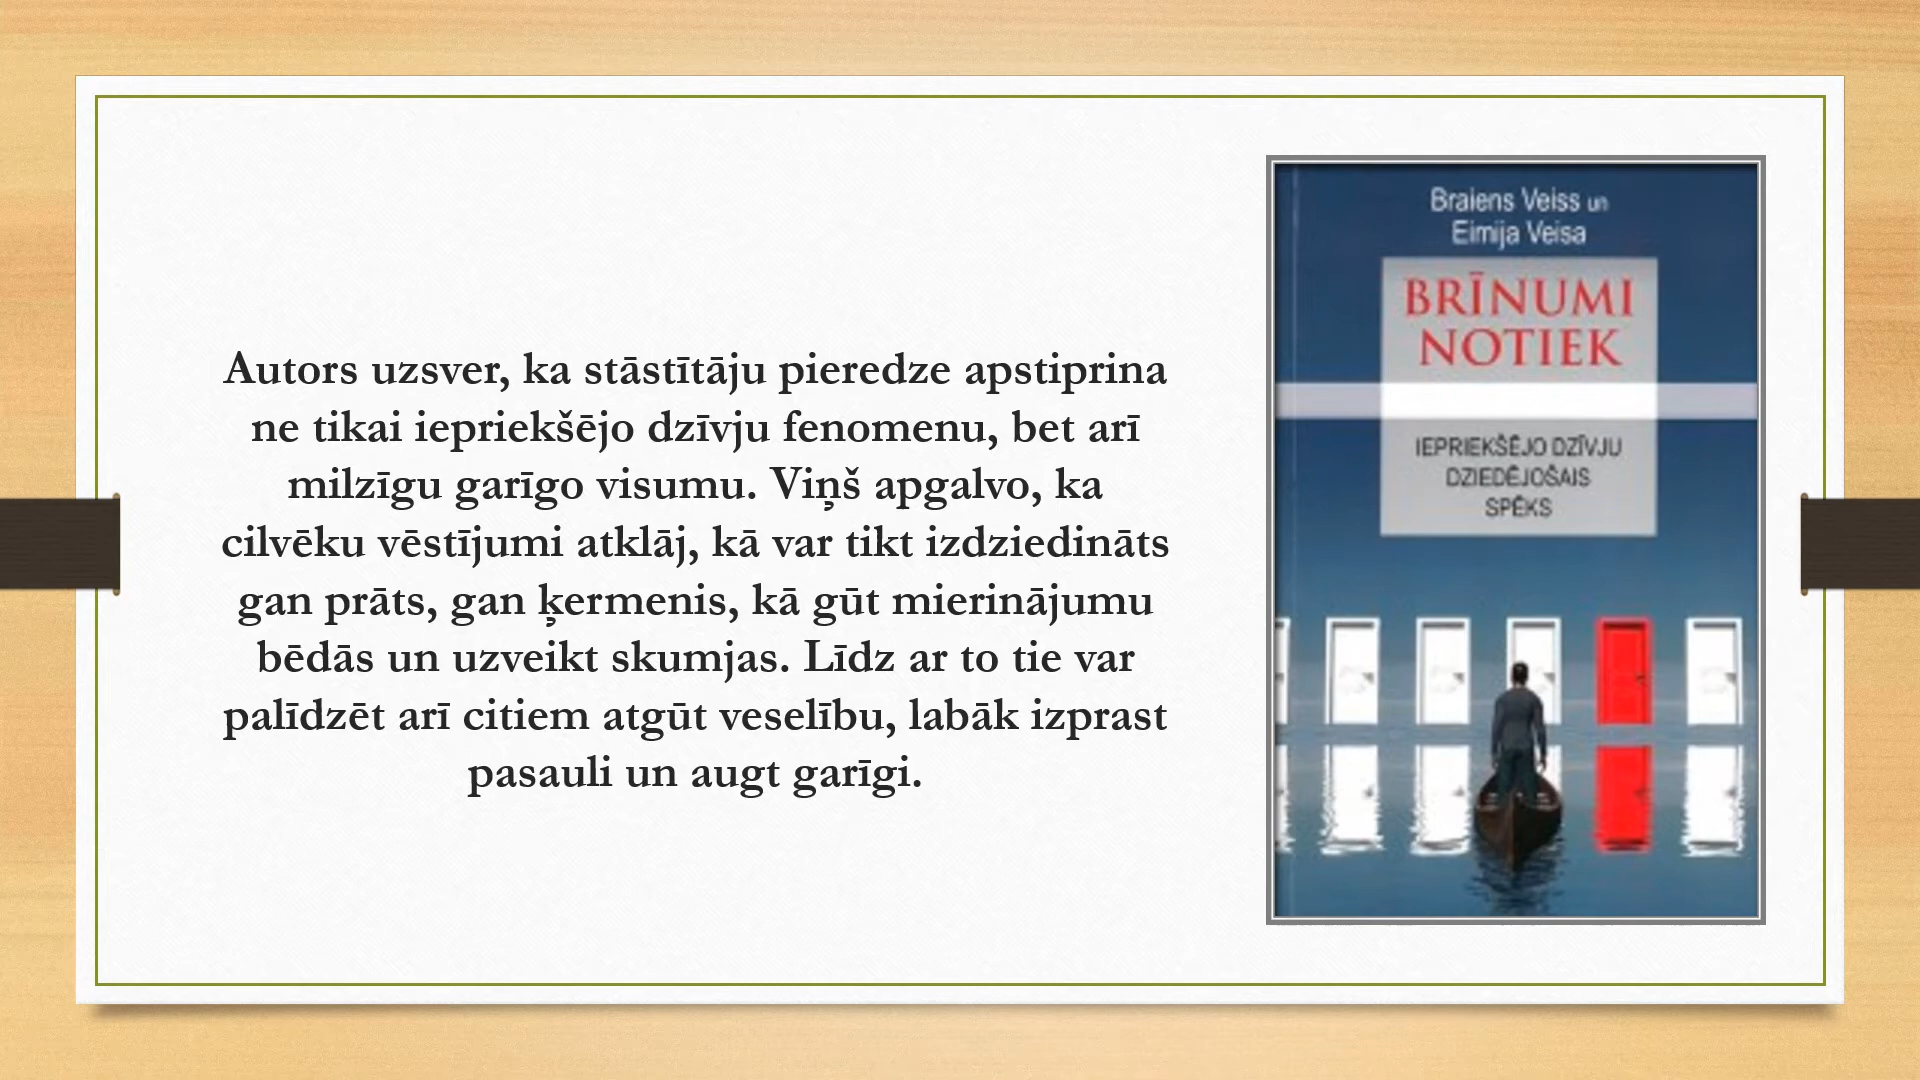 Autors uzsver, ka stāstītāju pieredze apstiprina
ne tikai iepriekšējo dzīvju fenomenu, bet arī
milzīgu garīgo visumu. Viņš apgalvo, ka
cilvēku vēstījumi atklāj, kā var tikt izdziedināts
gan prāts, gan ķermenis, kā gūt mierinājumu
bēdās un uzveikt skumjas. Līdz ar to tie var
palīdzēt arī citiem atgūt veselību, labāk izprast
pasauli un augt garīgi.
Braiens Veiss un
Eimija Veisa
BRĪNUMI
NOTIEK
IEPRIEKŠĒJO DZĪVJU
DZIEDĒJOŠAIS
SPĒKS